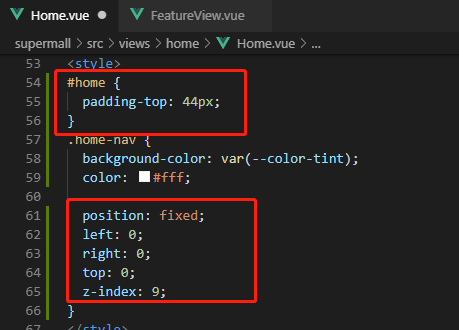 Home.vue FeatureView.vue
supermall > src > views > home > Home.vue > ...
53 <style>
54 #home {
55 padding-top: 44px;
56 }
57 .home-nav {
58 background-color: var(--color-tint);
59 color: #fff;
60
61 position: fixed;
62 left: 0;
63 right: 0;
64 top: 0;
65 z-index: 9;
66 }
67 </style>